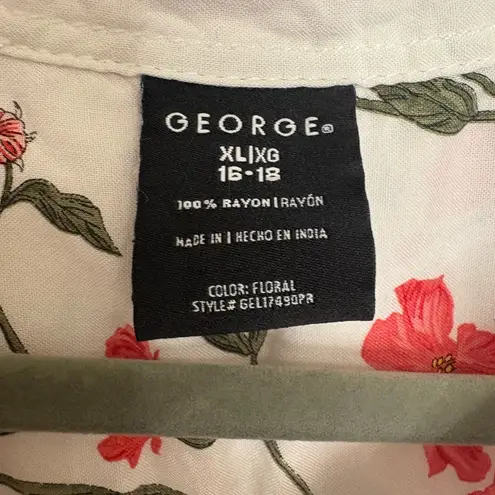 GEORGE®
XL|XG
16-18
100% RAYON | RAYÓN
MADE IN | HECHO EN INDIA
COLOR: FLORAL
STYLE# GEL17490PR